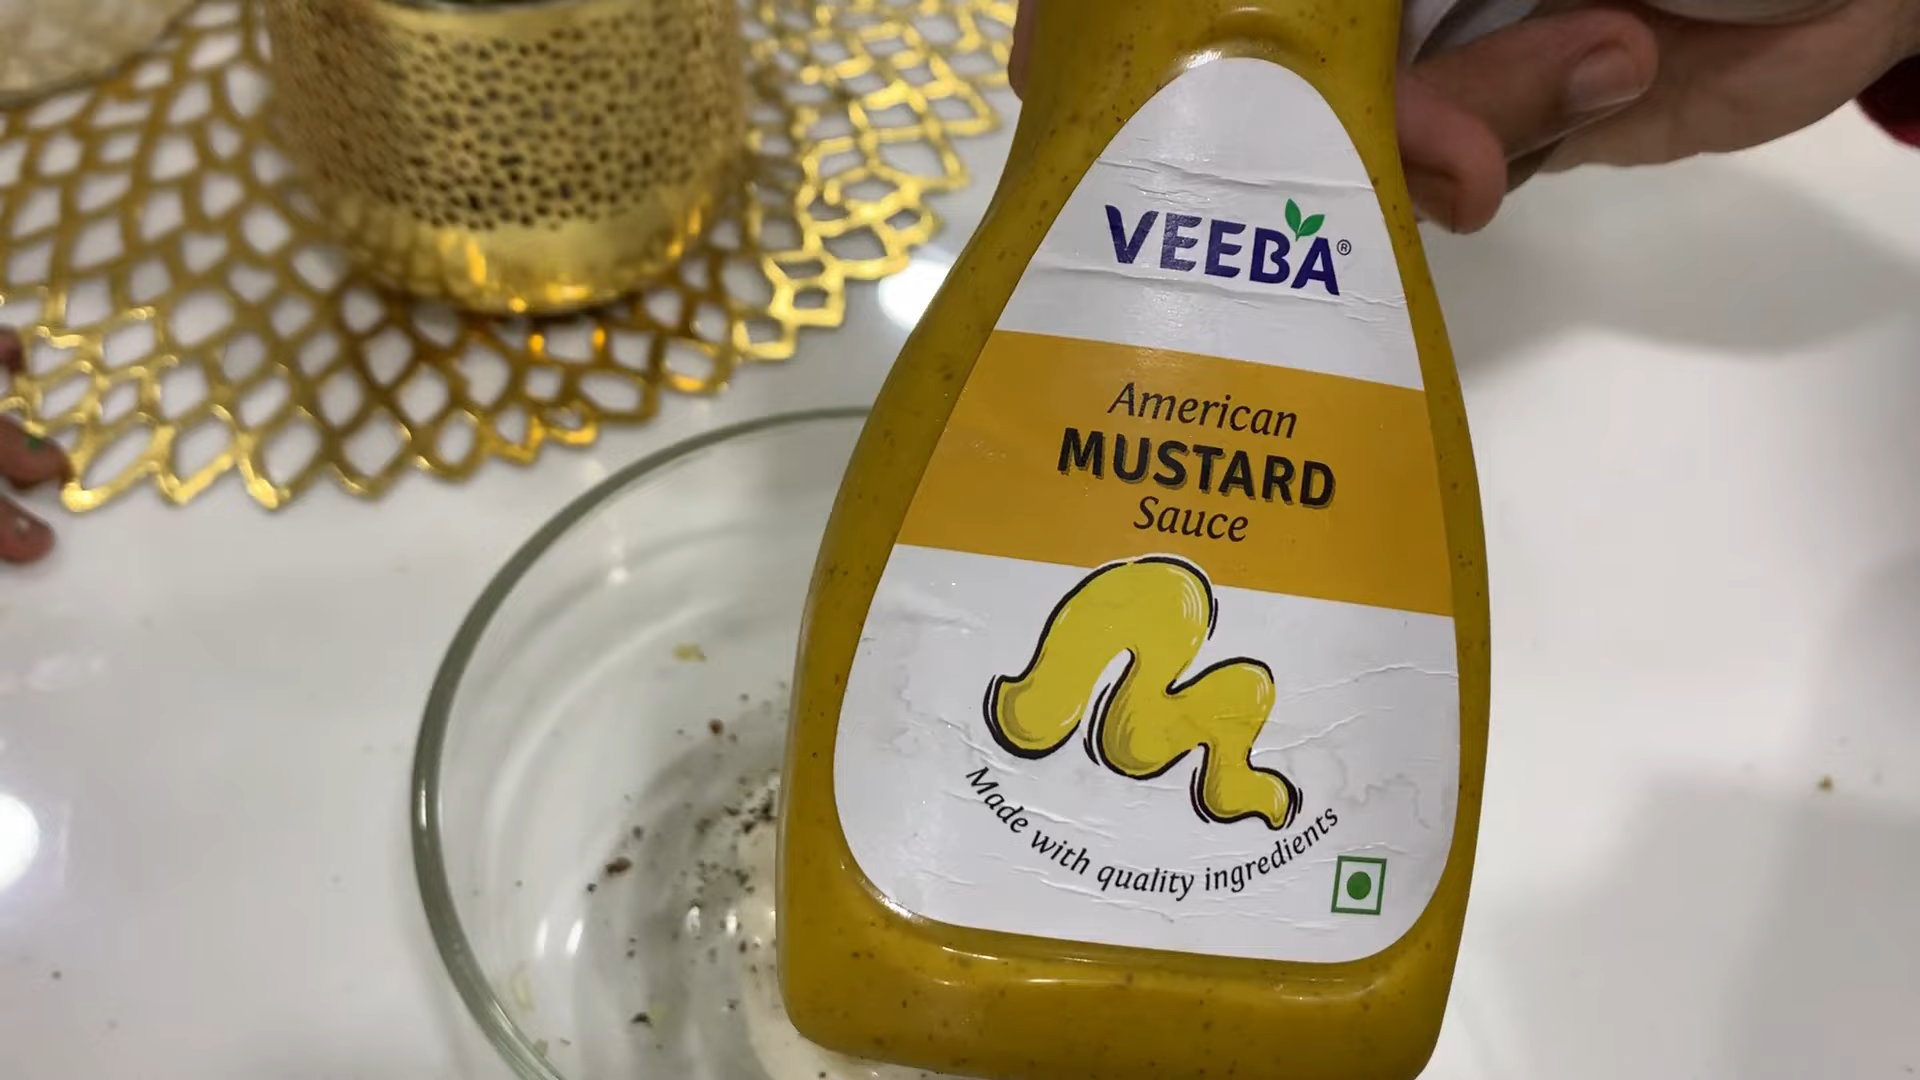 VEEBA®
American
MUSTARD
Sauce
Made with quality ingredients